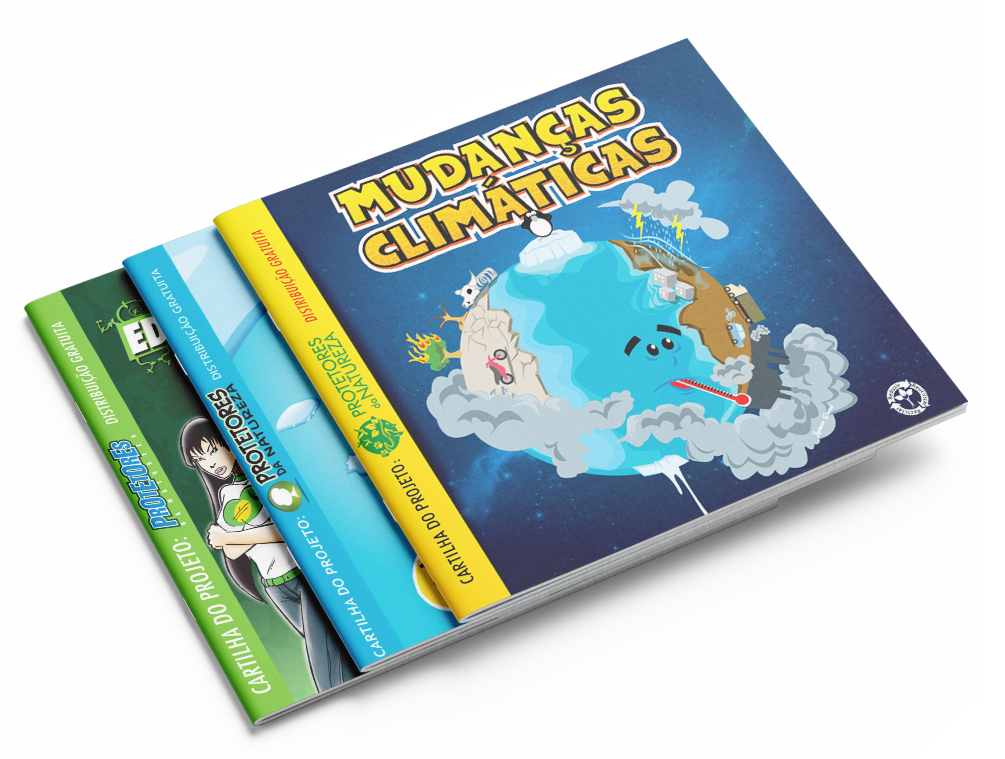 MUDANÇAS
CLIMÁTICAS
CARTILHA DO PROJETO:
PROTETORES
da NATUREZA
DISTRIBUIÇÃO GRATUITA
CARTILHA DO PROJETO:
PROTETORES
DA NATUREZA
DISTRIBUIÇÃO GRATUITA
CARTILHA DO PROJETO:
PROTETORES
DISTRIBUIÇÃO GRATUITA
ED